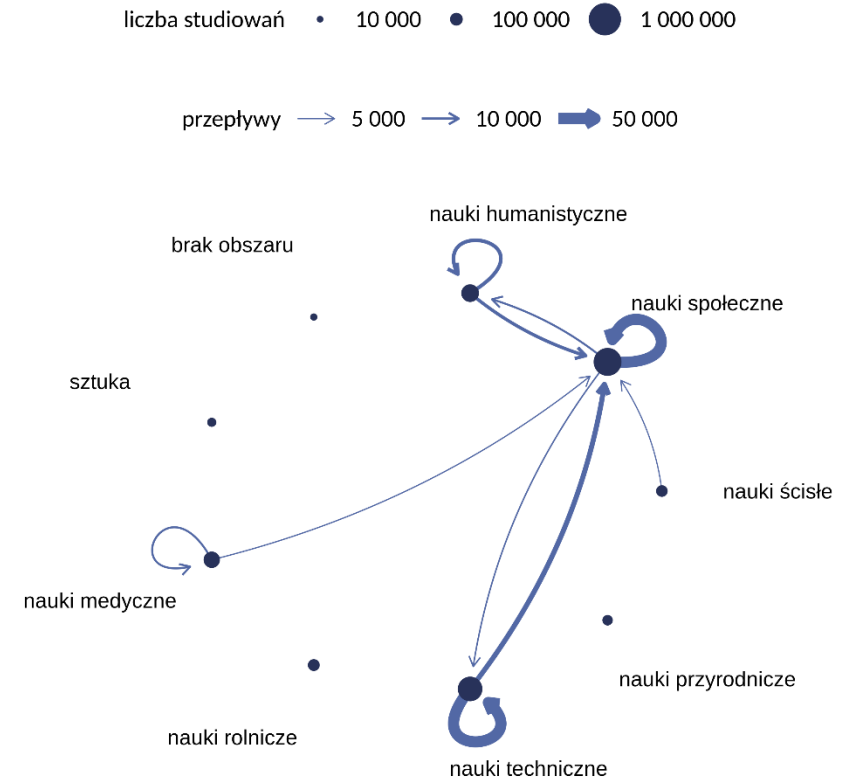 liczba studiowań 10 000 100 000 1 000 000
przepływy 5 000 10 000 50 000
nauki humanistyczne
brak obszaru
nauki społeczne
sztuka
nauki ścisłe
nauki medyczne
nauki przyrodnicze
nauki rolnicze
nauki techniczne